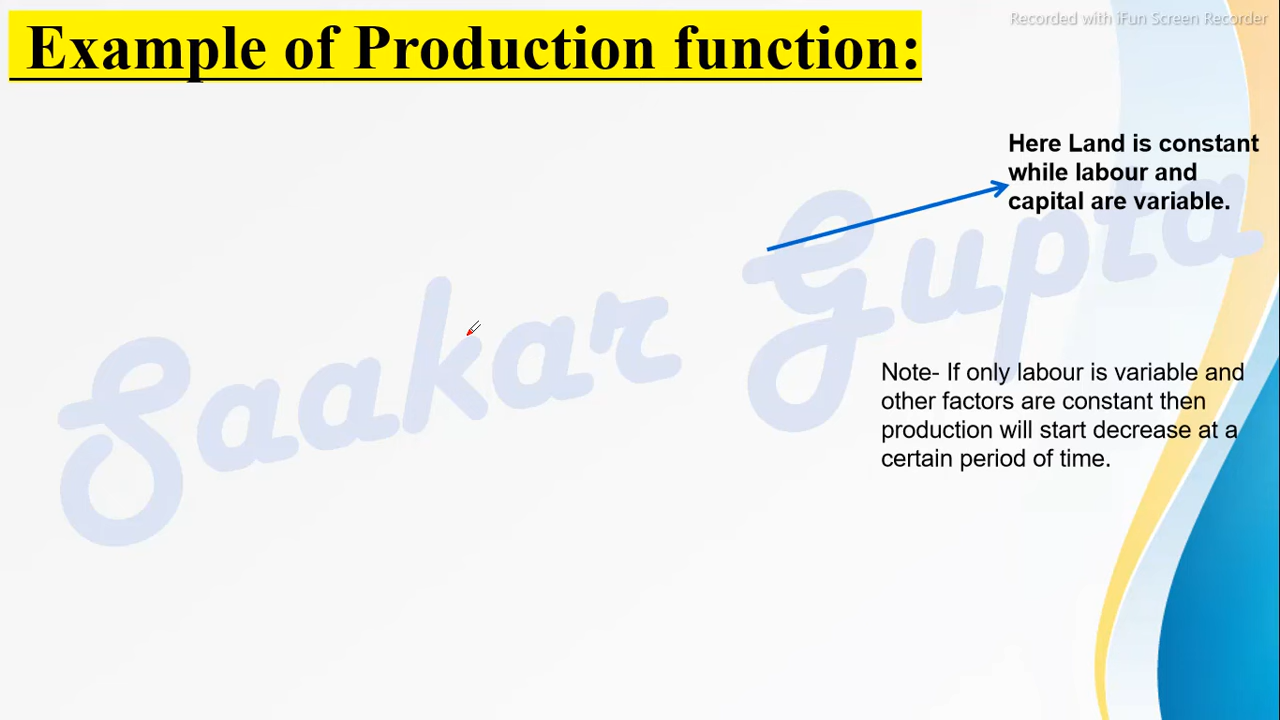 Recorded with iFun Screen Recorder
Example of Production function:
Here Land is constant
while labour and
capital are variable.
Saakar Gupta
Note- If only labour is variable and
other factors are constant then
production will start decrease at a
certain period of time.